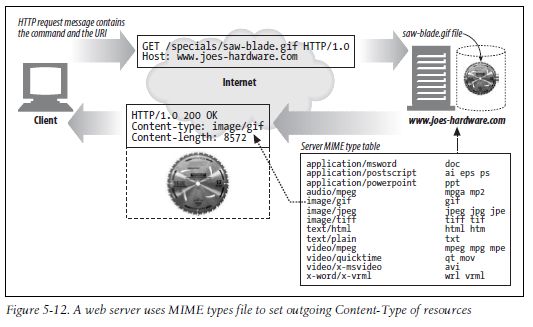 HTTP request message contains
the command and the URI
GET /specials/saw-blade.gif HTTP/1.0
Host: www.joes-hardware.com
saw-blade.gif file
Internet
Client
www.joes-hardware.com
HTTP/1.0 200 OK
Content-type: image/gif
Content-length: 8572
Server MIME type table
application/msword doc
application/postscript ai eps ps
application/powerpoint ppt
audio/mpeg mpga mp2
image/gif gif
image/jpeg jpeg jpg jpe
image/tiff tiff tif
text/html html htm
text/plain txt
video/mpeg mpeg mpg mpe
video/quicktime qt mov
video/x-msvideo avi
x-word/x-vrml wrl vrml
Figure 5-12. A web server uses MIME types file to set outgoing Content-Type of resources